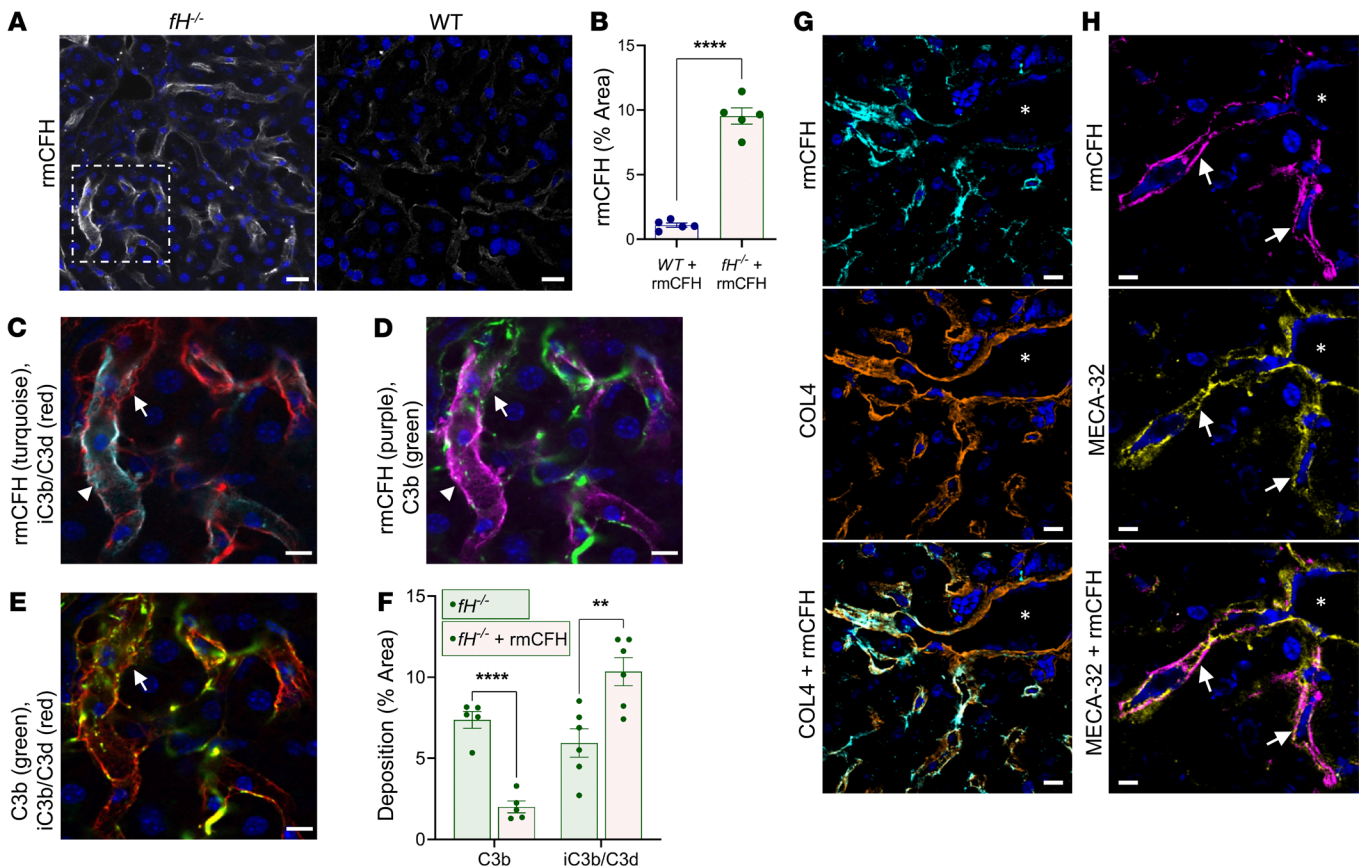 A
fH-/-
WT
rmCFH
B
****
rmCFH (% Area)
15
10
5
0
WT +
rmCFH
fH-/- +
rmCFH
C
rmCFH (turquoise),
iC3b/C3d (red)
D
rmCFH (purple),
C3b (green)
E
C3b (green),
iC3b/C3d (red)
F
Deposition (% Area)
15
10
5
0
fH-/-
fH-/- + rmCFH
**
****
C3b
iC3b/C3d
G
rmCFH
*
COL4
*
COL4 + rmCFH
*
H
rmCFH
*
MECA-32
*
MECA-32 + rmCFH
*